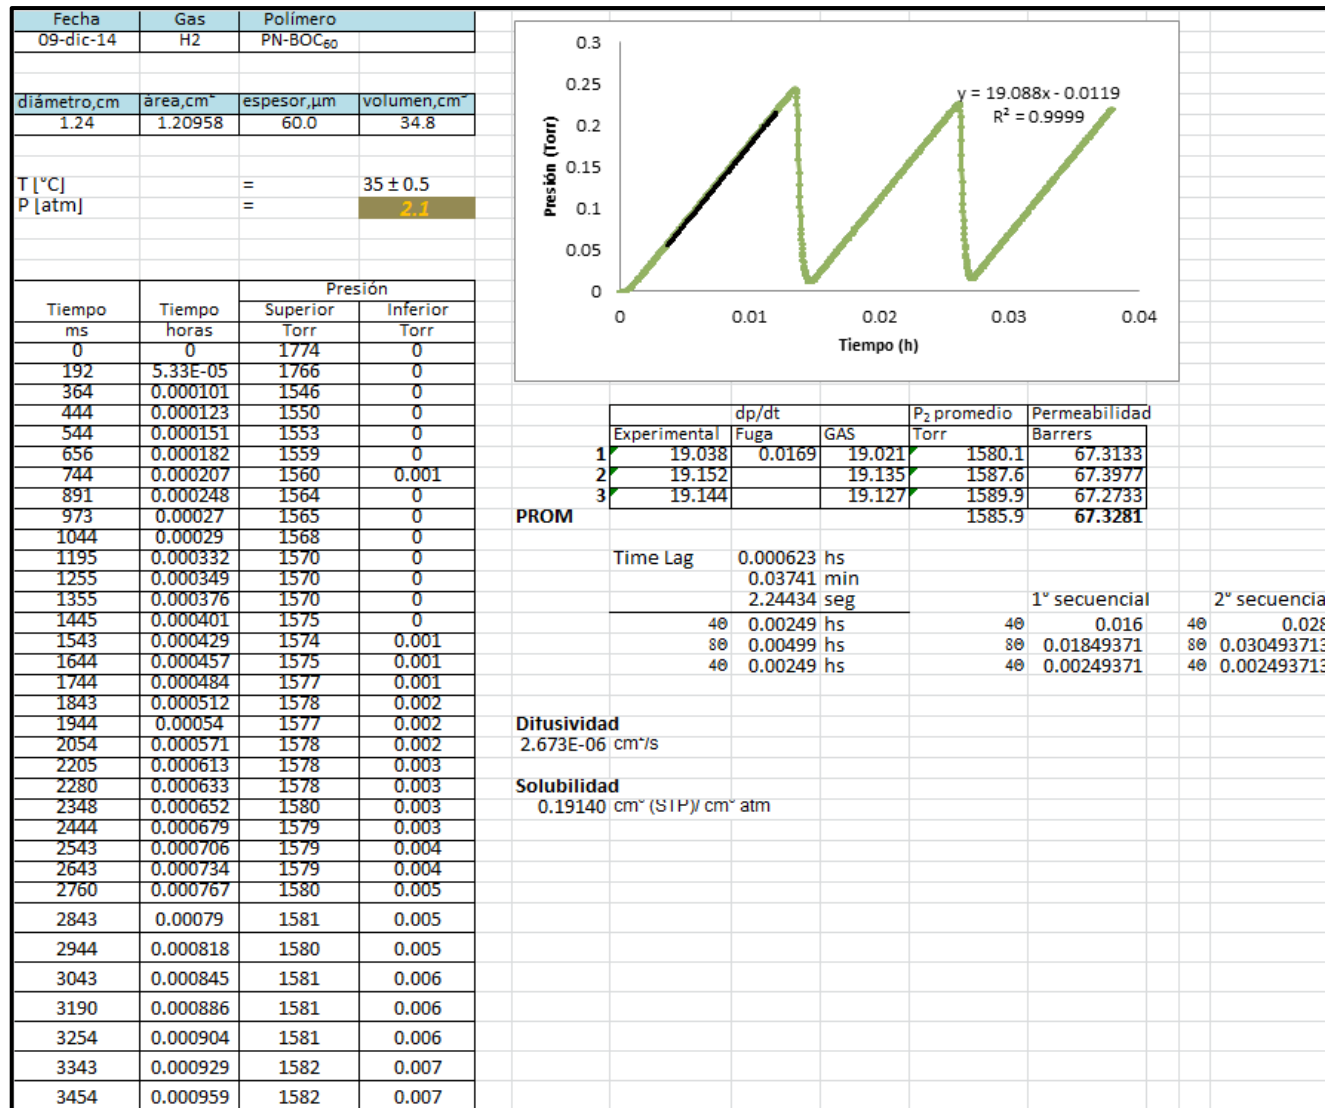 Fecha Gas Polímero
09-dic-14 H2 PN-BOC₆₀
diámetro,cm área,cm² espesor,µm volumen,cm³
1.24 1.20958 60.0 34.8
T [°C] = 35 ± 0.5
P [atm] = 2.1
Presión
Tiempo Tiempo Superior Inferior
ms horas Torr Torr
0 0 1774 0
192 5.33E-05 1766 0
364 0.000101 1546 0
444 0.000123 1550 0
544 0.000151 1553 0
656 0.000182 1559 0
744 0.000207 1560 0.001
891 0.000248 1564 0
973 0.00027 1565 0
1044 0.00029 1568 0
1195 0.000332 1570 0
1255 0.000349 1570 0
1355 0.000376 1570 0
1445 0.000401 1575 0
1543 0.000429 1574 0.001
1644 0.000457 1575 0.001
1744 0.000484 1577 0.001
1843 0.000512 1578 0.002
1944 0.00054 1577 0.002
2054 0.000571 1578 0.002
2205 0.000613 1578 0.003
2280 0.000633 1578 0.003
2348 0.000652 1580 0.003
2444 0.000679 1579 0.003
2543 0.000706 1579 0.004
2643 0.000734 1579 0.004
2760 0.000767 1580 0.005
2843 0.00079 1581 0.005
2944 0.000818 1580 0.005
3043 0.000845 1581 0.006
3190 0.000886 1581 0.006
3254 0.000904 1581 0.006
3343 0.000929 1582 0.007
3454 0.000959 1582 0.007
Presión (Torr)
0.3
0.25
0.2
0.15
0.1
0.05
0
y = 19.088x - 0.0119
R² = 0.9999
0 0.01 0.02 0.03 0.04
Tiempo (h)
dp/dt P₂ promedio Permeabilidad
Experimental Fuga GAS Torr Barrers
1 19.038 0.0169 19.021 1580.1 67.3133
2 19.152 19.135 1587.6 67.3977
3 19.144 19.127 1589.9 67.2733
PROM 1585.9 67.3281
Time Lag 0.000623 hs
0.03741 min
2.24434 seg 1° secuencial 2° secuencia
40 0.00249 hs 40 0.016 40 0.028
80 0.00499 hs 80 0.01849371 80 0.030493713
40 0.00249 hs 40 0.00249371 40 0.002493713
Difusividad
2.673E-06 cm²/s
Solubilidad
0.19140 cm³ (STP)/ cm³ atm